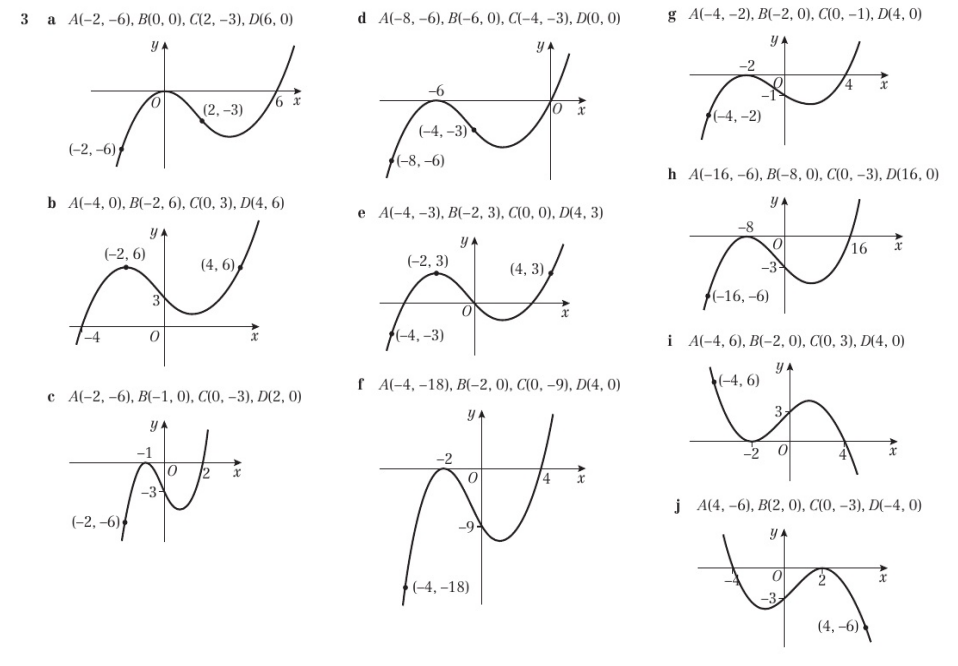 3 a A(–2, –6), B(0, 0), C(2, –3), D(6, 0)
y
O
(2, –3)
6
x
(–2, –6)
b A(–4, 0), B(–2, 6), C(0, 3), D(4, 6)
y
(–2, 6)
(4, 6)
3
–4
O
x
c A(–2, –6), B(–1, 0), C(0, –3), D(2, 0)
y
–1
O
2
x
–3
(–2, –6)
d A(–8, –6), B(–6, 0), C(–4, –3), D(0, 0)
y
–6
O
x
(–4, –3)
(–8, –6)
e A(–4, –3), B(–2, 3), C(0, 0), D(4, 3)
y
(–2, 3)
(4, 3)
O
x
(–4, –3)
f A(–4, –18), B(–2, 0), C(0, –9), D(4, 0)
y
–2
O
4
x
–9
(–4, –18)
g A(–4, –2), B(–2, 0), C(0, –1), D(4, 0)
y
–2
O
4
x
–1
(–4, –2)
h A(–16, –6), B(–8, 0), C(0, –3), D(16, 0)
y
–8
O
16
x
–3
(–16, –6)
i A(–4, 6), B(–2, 0), C(0, 3), D(4, 0)
y
(–4, 6)
3
–2
O
4
x
j A(4, –6), B(2, 0), C(0, –3), D(–4, 0)
y
–4
O
2
x
–3
(4, –6)